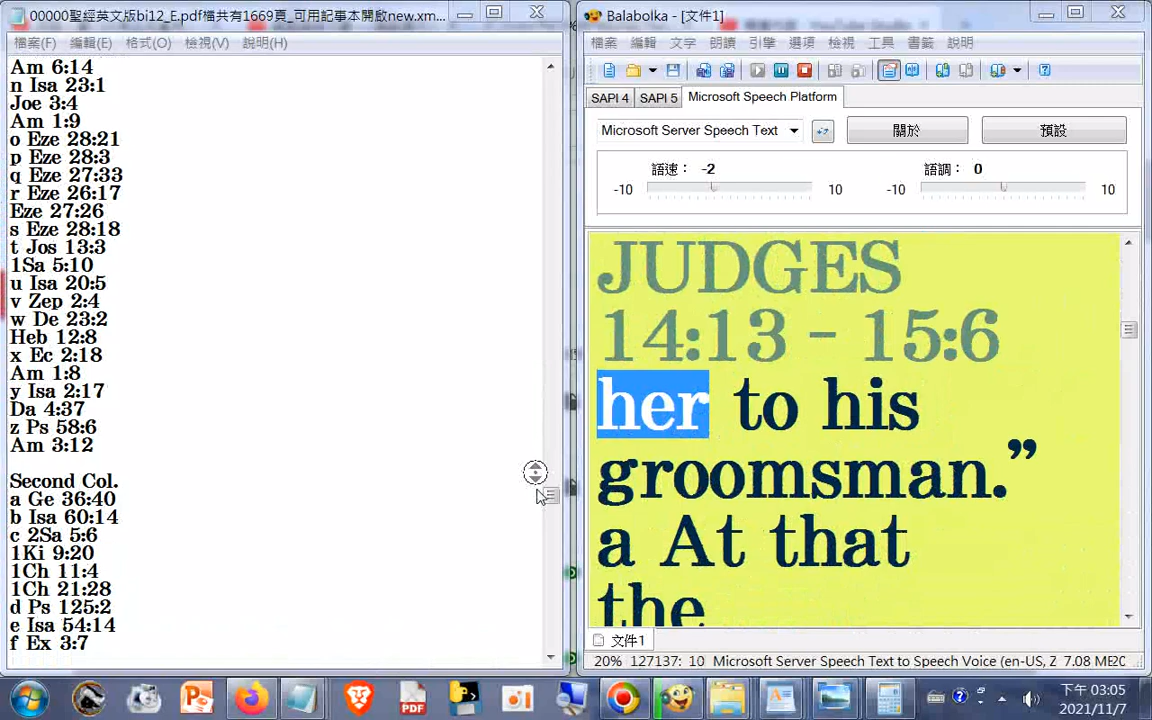 00000聖經英文版bi12_E.pdf檔共有1669頁_可用記事本開啟new.xm...
檔案(F) 編輯(E) 格式(O) 檢視(V) 說明(H)
Am 6:14
n Isa 23:1
Joe 3:4
Am 1:9
o Eze 28:21
p Eze 28:3
q Eze 27:33
r Eze 26:17
Eze 27:26
s Eze 28:18
t Jos 13:3
1Sa 5:10
u Isa 20:5
v Zep 2:4
w De 23:2
Heb 12:8
x Ec 2:18
Am 1:8
y Isa 2:17
Da 4:37
z Ps 58:6
Am 3:12
Second Col.
a Ge 36:40
b Isa 60:14
c 2Sa 5:6
1Ki 9:20
1Ch 11:4
1Ch 21:28
d Ps 125:2
e Isa 54:14
f Ex 3:7
Balabolka - [文件1]
檔案 編輯 文字 朗讀 引擎 選項 檢視 工具 書籤 說明
SAPI 4 SAPI 5 Microsoft Speech Platform
Microsoft Server Speech Text 關於 預設
語速： -2 語調： 0
-10 10 -10 10
JUDGES
14:13 – 15:6
her to his
groomsman.”
a At that
the
文件1
20% 127137: 10 Microsoft Server Speech Text to Speech Voice (en-US, Z 7.08 ME
PDF
下午 03:05
2021/11/7